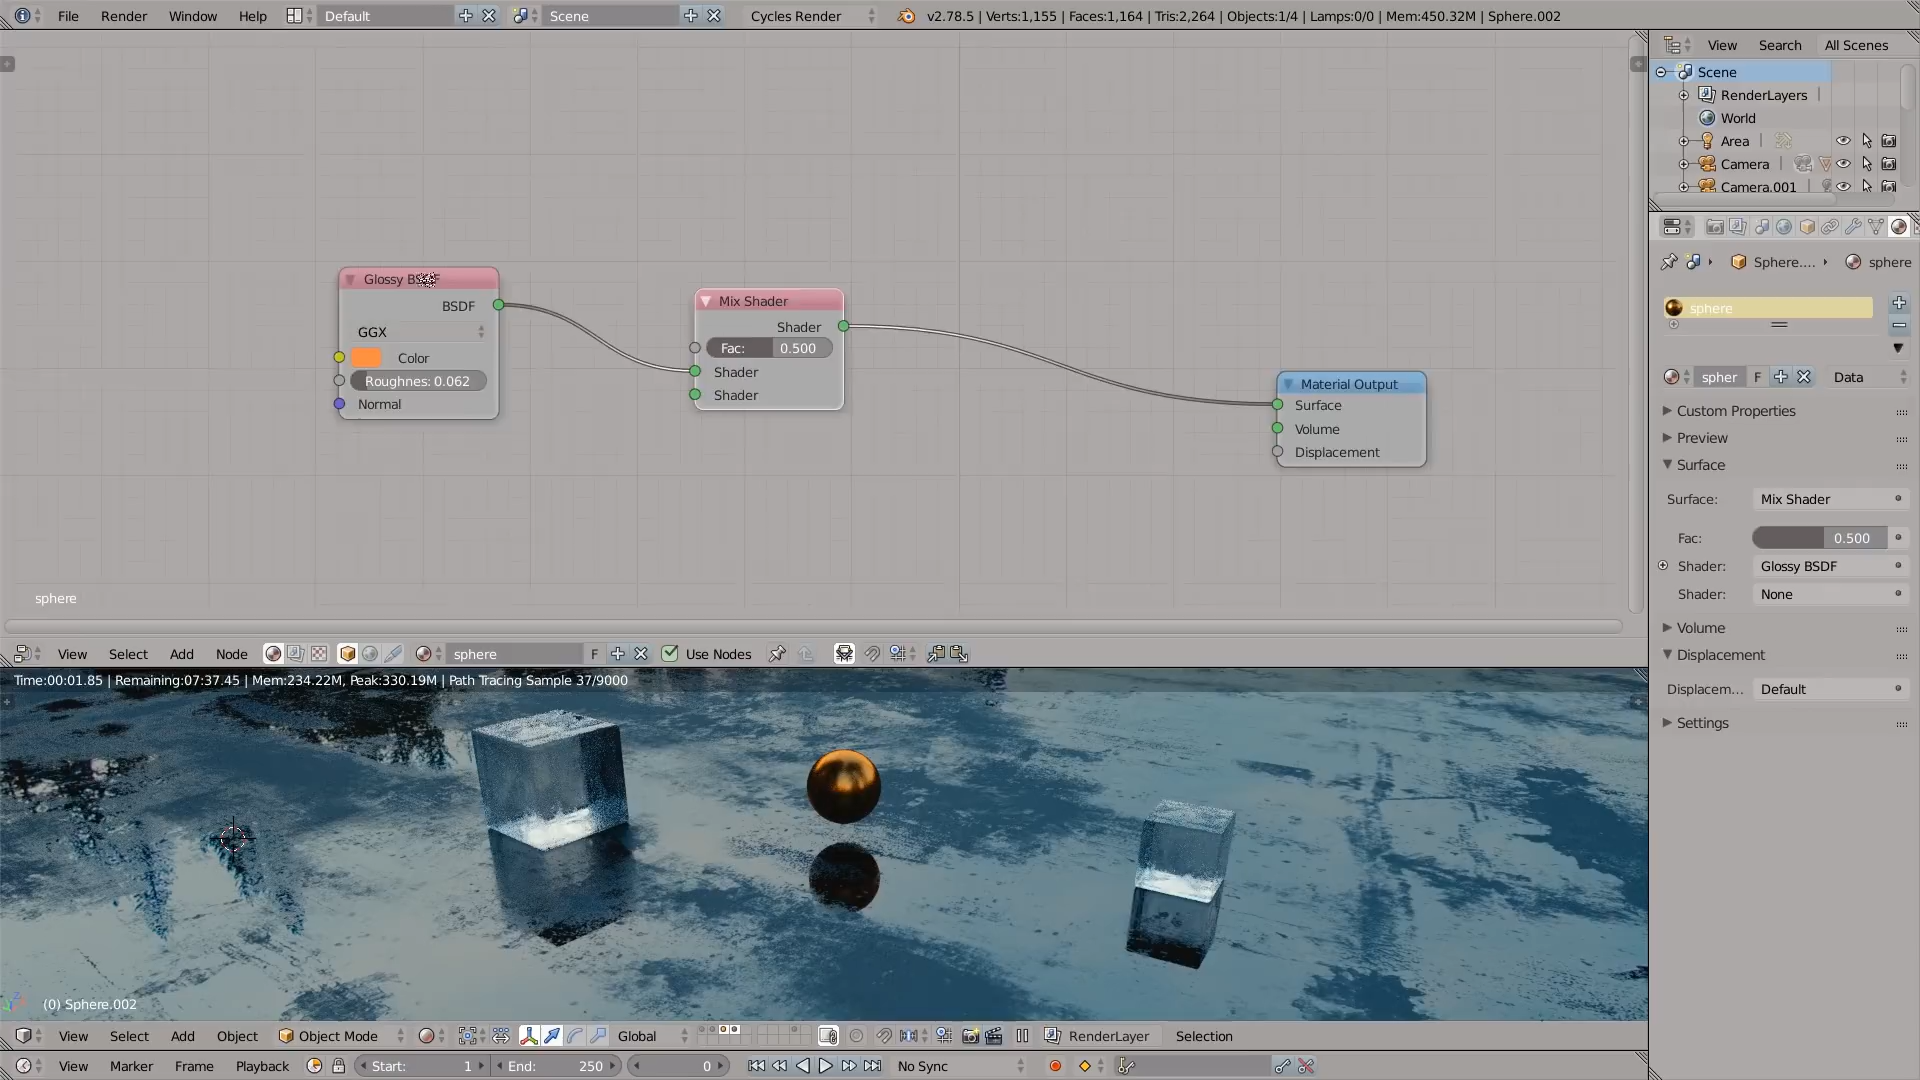 File Render Window Help Default Scene Cycles Render v2.78.5 | Verts:1,155 | Faces:1,164 | Tris:2,264 | Objects:1/4 | Lamps:0/0 | Mem:450.32M | Sphere.002
View Search All Scenes
Scene
RenderLayers
World
Area
Camera
Camera.001
Glossy BSDF
BSDF
GGX
Color
Roughnes: 0.062
Normal
Mix Shader
Shader
Fac: 0.500
Shader
Shader
Material Output
Surface
Volume
Displacement
sphere
Sphere.... sphere
sphere
spher F Data
Custom Properties
Preview
Surface
Surface: Mix Shader
Fac: 0.500
Shader: Glossy BSDF
Shader: None
Volume
Displacement
Displacem... Default
Settings
View Select Add Node sphere F Use Nodes
Time:00:01.85 | Remaining:07:37.45 | Mem:234.22M, Peak:330.19M | Path Tracing Sample 37/9000
(0) Sphere.002
View Select Add Object Object Mode Global RenderLayer Selection
View Marker Frame Playback Start: 1 End: 250 0 No Sync